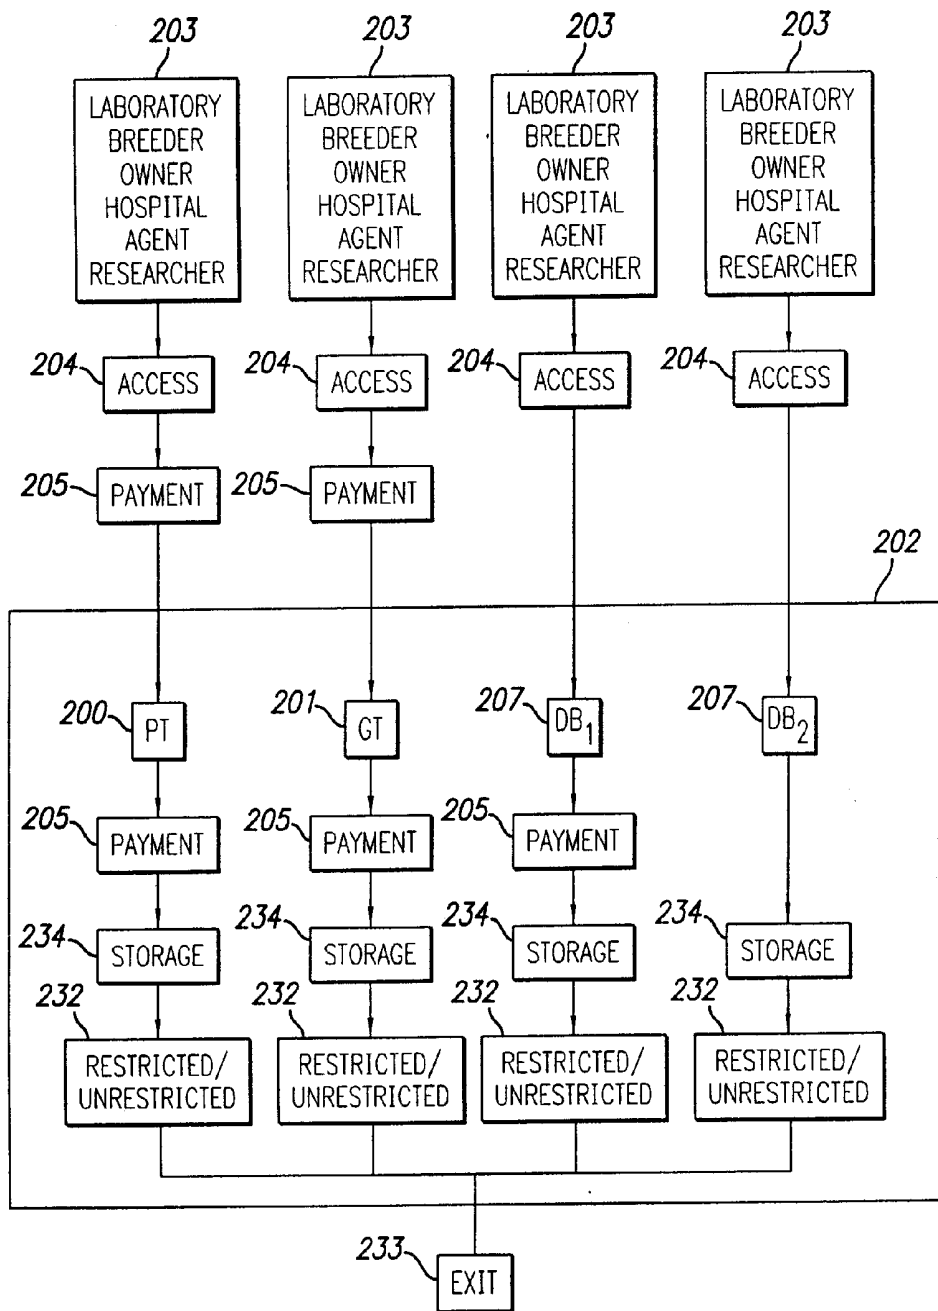 203 203 203 203
LABORATORY
BREEDER
OWNER
HOSPITAL
AGENT
RESEARCHER
LABORATORY
BREEDER
OWNER
HOSPITAL
AGENT
RESEARCHER
LABORATORY
BREEDER
OWNER
HOSPITAL
AGENT
RESEARCHER
LABORATORY
BREEDER
OWNER
HOSPITAL
AGENT
RESEARCHER
204 ACCESS 204 ACCESS 204 ACCESS 204 ACCESS
205 PAYMENT 205 PAYMENT
202
200 PT 201 GT 207 DB1 207 DB2
205 PAYMENT 205 PAYMENT 205 PAYMENT
234 STORAGE 234 STORAGE 234 STORAGE 234 STORAGE
232 232 232 232
RESTRICTED/
UNRESTRICTED
RESTRICTED/
UNRESTRICTED
RESTRICTED/
UNRESTRICTED
RESTRICTED/
UNRESTRICTED
233 EXIT